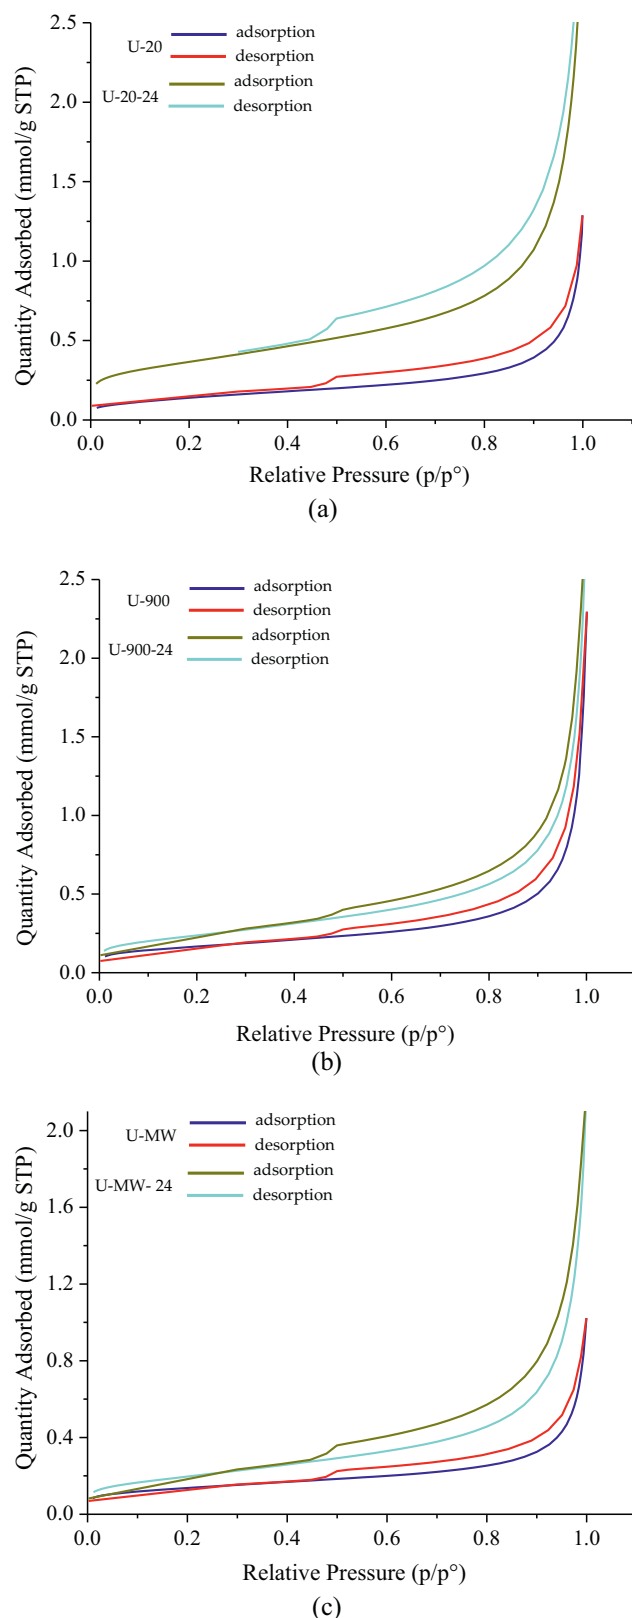 2.5
2.0
1.5
1.0
0.5
0.0
Quantity Adsorbed (mmol/g STP)
U-20
adsorption
desorption
U-20-24
adsorption
desorption
0.0 0.2 0.4 0.6 0.8 1.0
Relative Pressure (p/p°)
(a)
2.5
2.0
1.5
1.0
0.5
0.0
Quantity Adsorbed (mmol/g STP)
U-900
adsorption
desorption
U-900-24
adsorption
desorption
0.0 0.2 0.4 0.6 0.8 1.0
Relative Pressure (p/p°)
(b)
2.0
1.6
1.2
0.8
0.4
0.0
Quantity Adsorbed (mmol/g STP)
U-MW
adsorption
desorption
U-MW- 24
adsorption
desorption
0.0 0.2 0.4 0.6 0.8 1.0
Relative Pressure (p/p°)
(c)